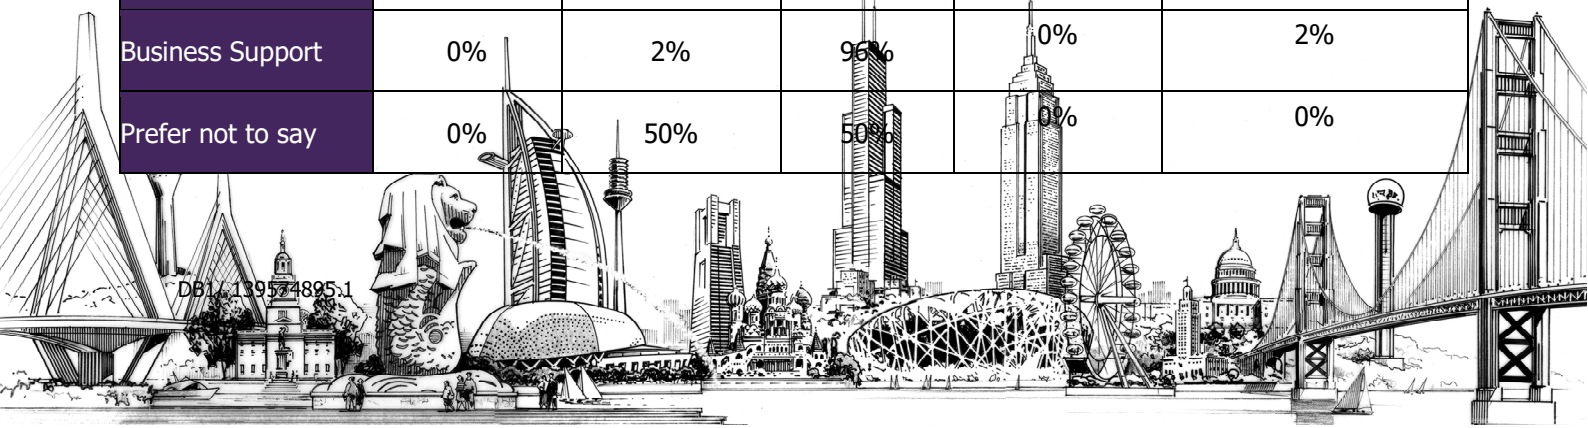 Business Support 0% 2% 96% 0% 2%
Prefer not to say 0% 50% 50% 0% 0%
DB1/ 139574895.1